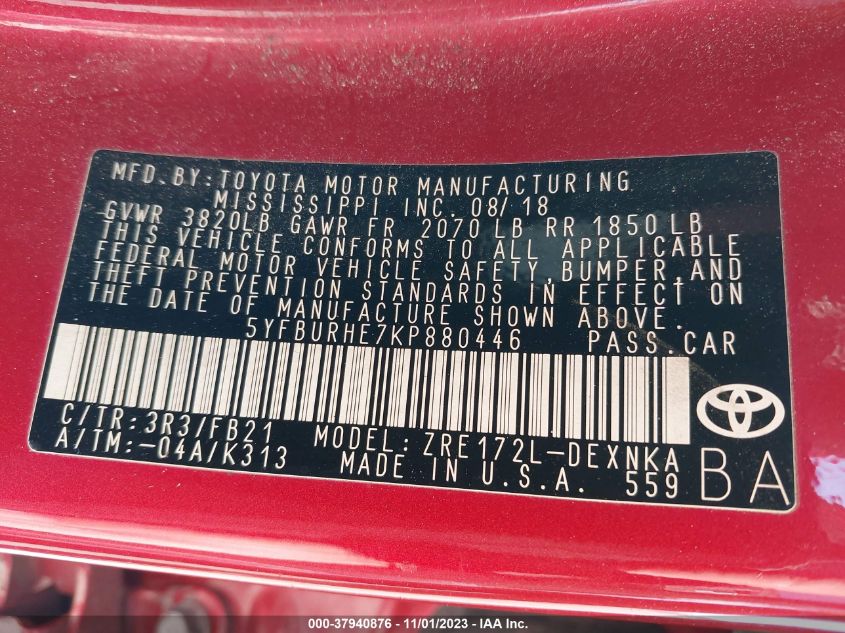 MFD.BY:TOYOTA MOTOR MANUFACTURING
MISSISSIPPI INC. 08/18
GVWR 3820LB GAWR FR 2070 LB RR 1850 LB
THIS VEHICLE CONFORMS TO ALL APPLICABLE
FEDERAL MOTOR VEHICLE SAFETY,BUMPER,AND
THEFT PREVENTION STANDARDS IN EFFECT ON
THE DATE OF MANUFACTURE SHOWN ABOVE.
5YFBURHE7KP880446 PASS.CAR
C/TR:3R3/FB21 MODEL:ZRE172L-DEXNKA
A/TM:-04A/K313 MADE IN U.S.A. 559 BA
000-37940876 - 11/01/2023 - IAA Inc.